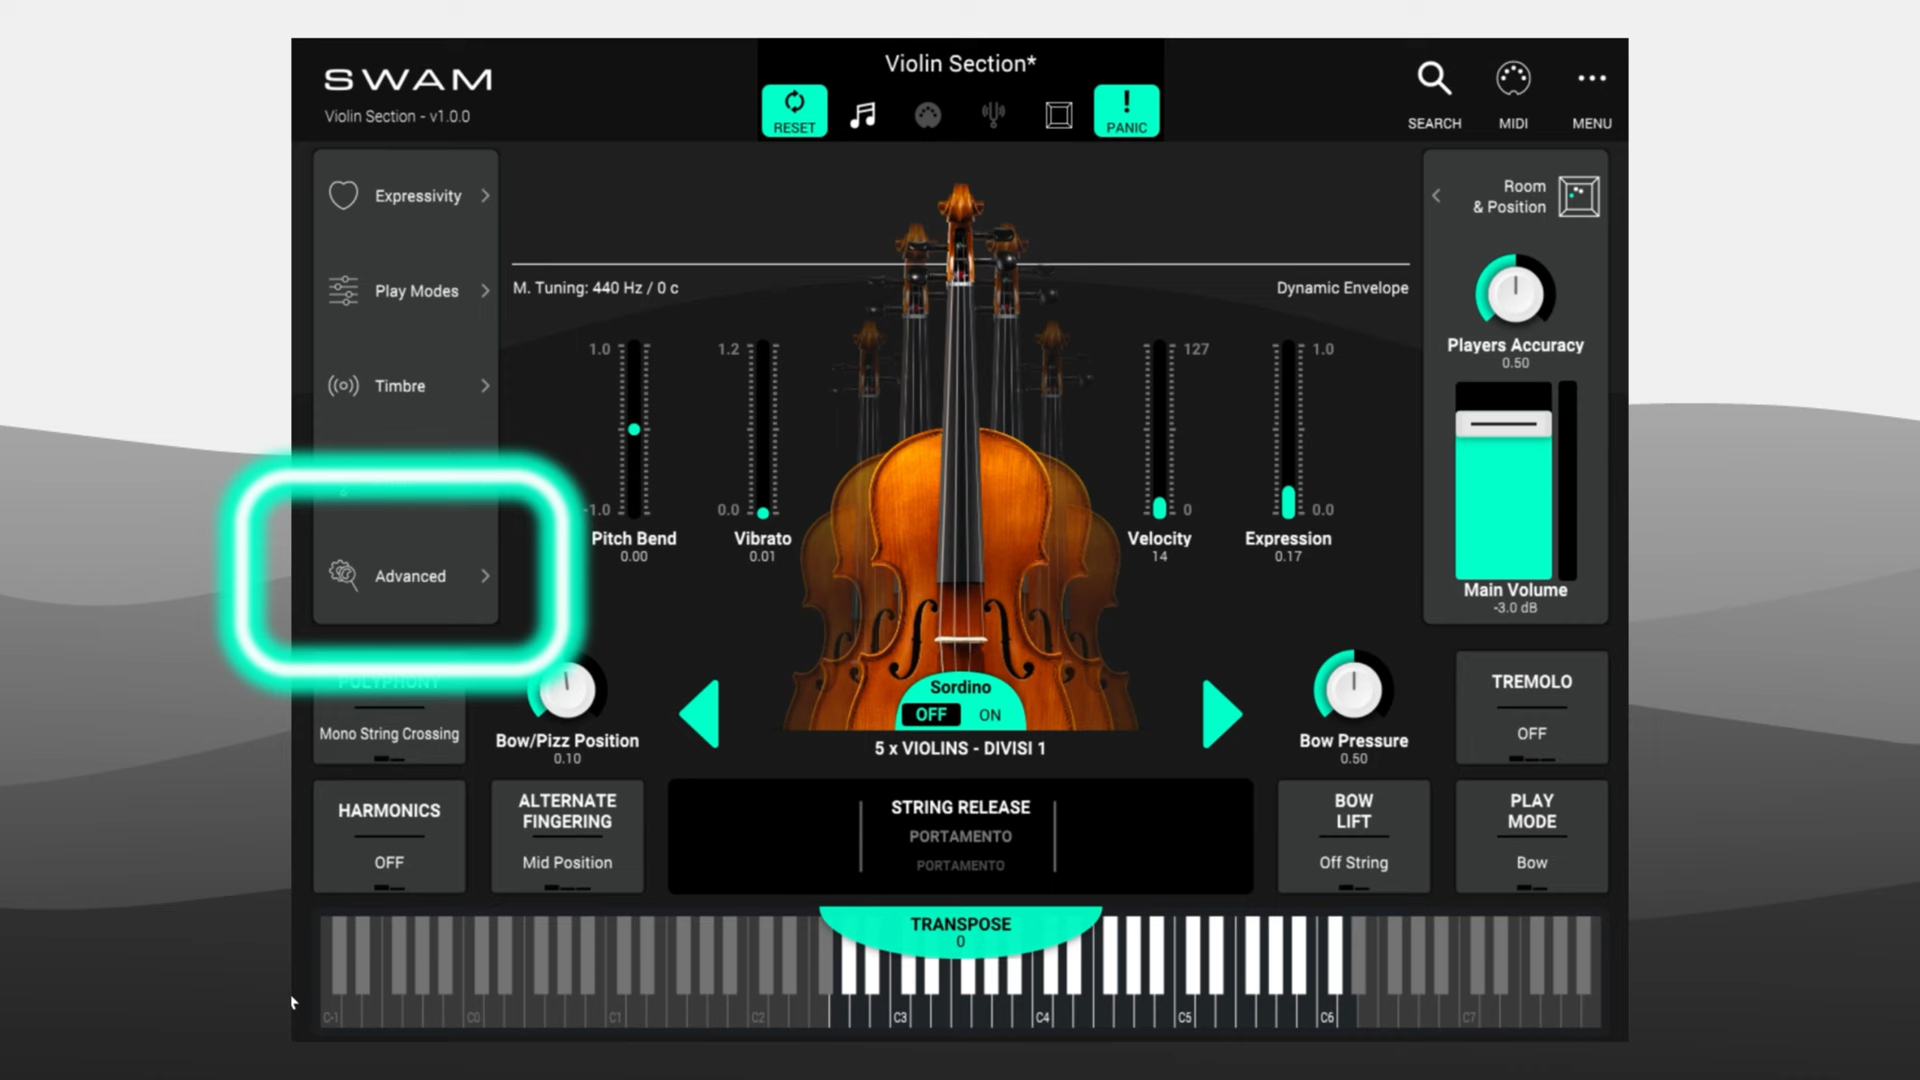 SWAM
Violin Section - v1.0.0
Violin Section*
RESET
PANIC
SEARCH
MIDI
MENU
Expressivity
Play Modes
Timbre
Advanced
M. Tuning: 440 Hz / 0 c
Dynamic Envelope
Room
& Position
Players Accuracy
0.50
Main Volume
-3.0 dB
1.0
-1.0
Pitch Bend
0.00
1.2
0.0
Vibrato
0.01
127
0
Velocity
14
1.0
0.0
Expression
0.17
Sordino
OFF ON
5 x VIOLINS - DIVISI 1
POLYPHONY
Mono String Crossing
Bow/Pizz Position
0.10
Bow Pressure
0.50
TREMOLO
OFF
HARMONICS
OFF
ALTERNATE
FINGERING
Mid Position
STRING RELEASE
PORTAMENTO
PORTAMENTO
BOW
LIFT
Off String
PLAY
MODE
Bow
TRANSPOSE
0
C-1 C0 C1 C2 C3 C4 C5 C6 C7